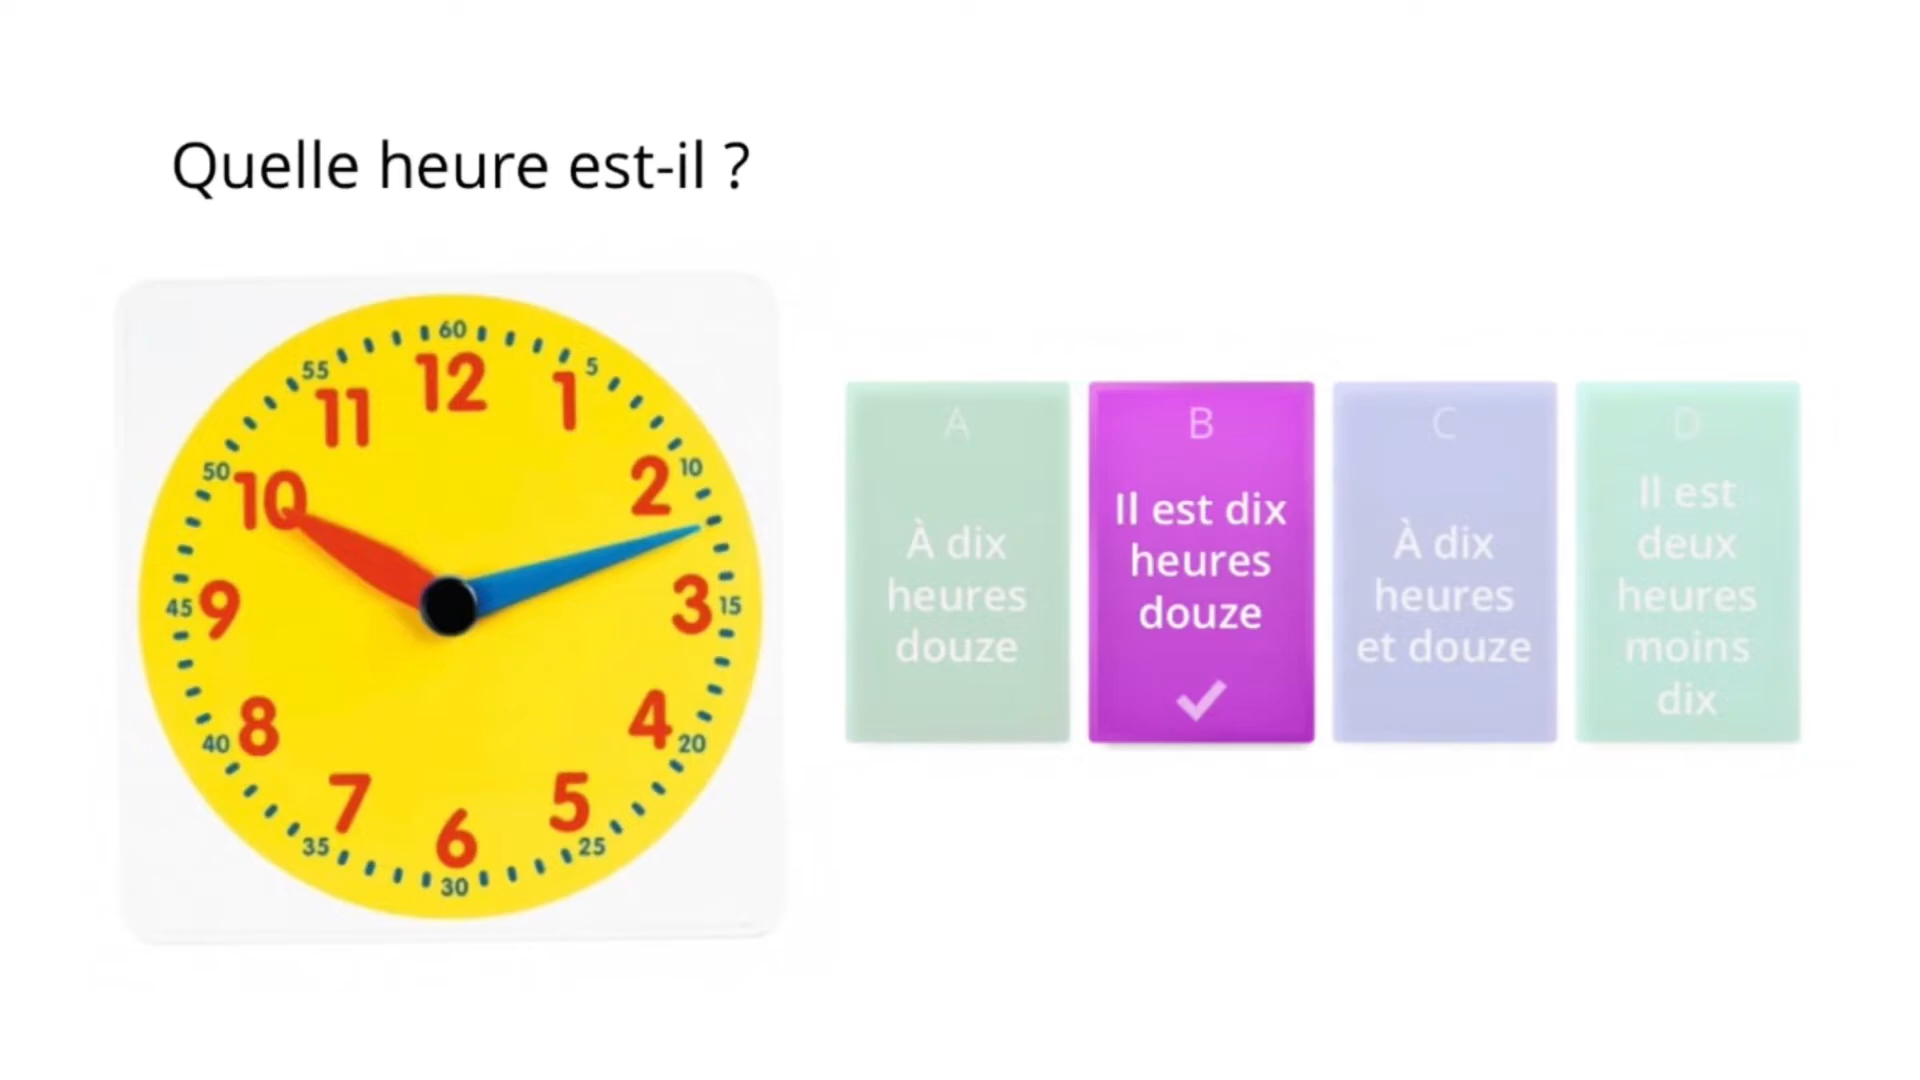 Quelle heure est-il ?
60
55
5
12
11
1
50
10
2
10
45
9
3
15
40
8
4
20
7
5
35
6
25
30
A
À dix
heures
douze
B
Il est dix
heures
douze
C
À dix
heures
et douze
D
Il est
deux
heures
moins
dix